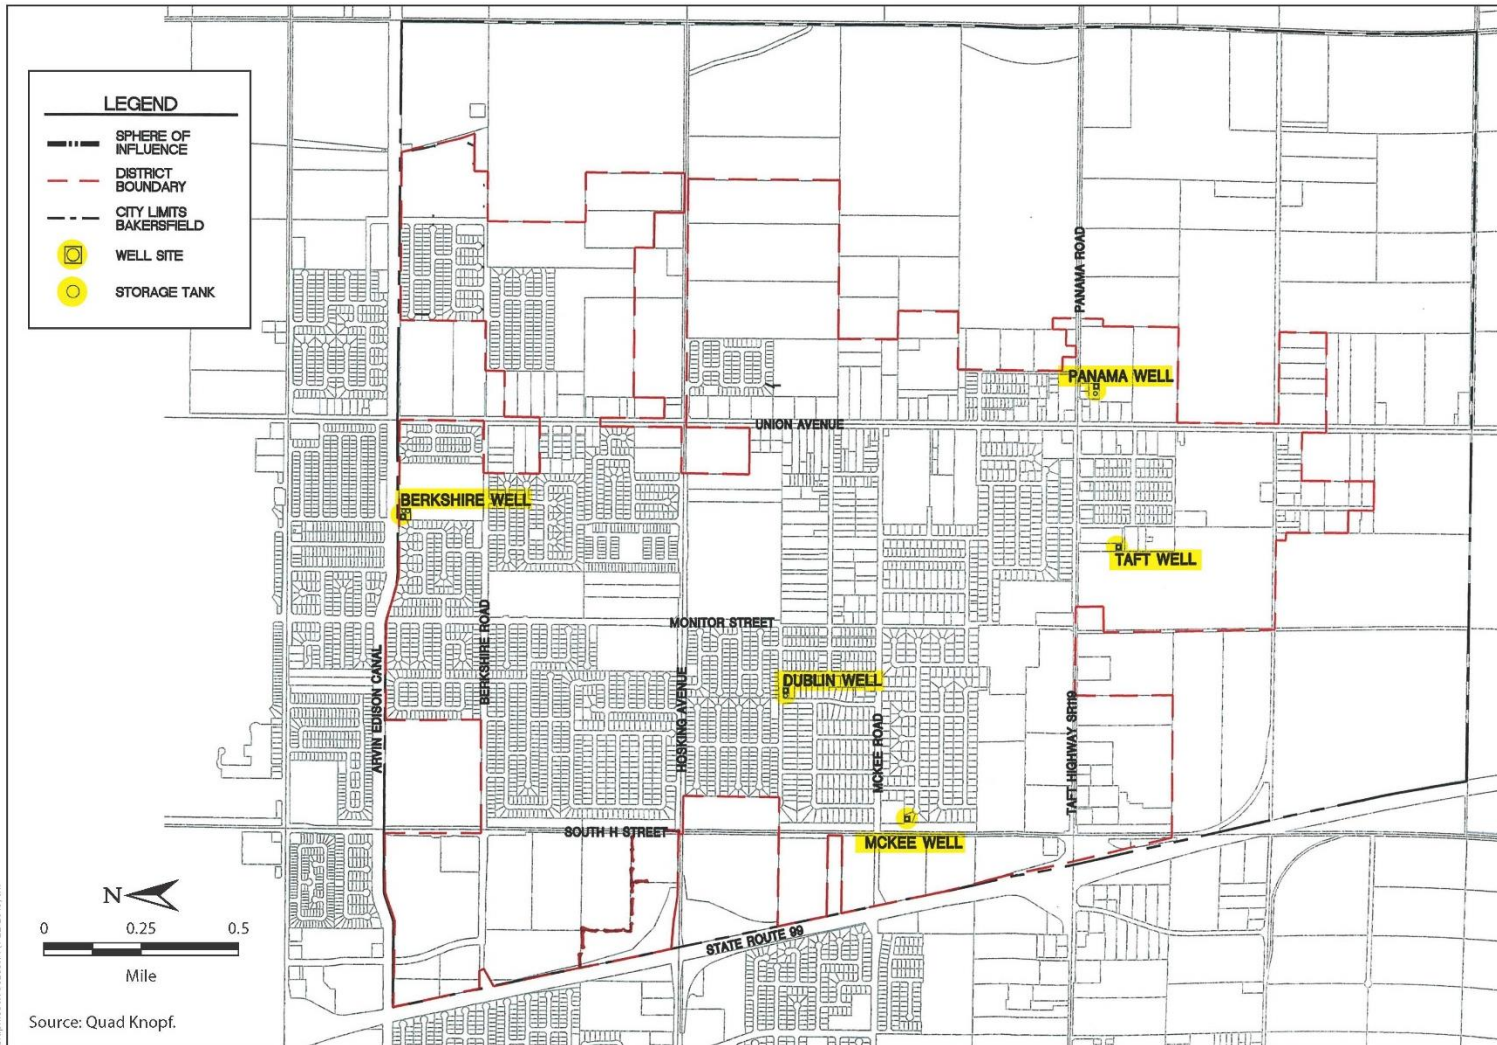 LEGEND
SPHERE OF
INFLUENCE
DISTRICT
BOUNDARY
CITY LIMITS
BAKERSFIELD
WELL SITE
STORAGE TANK
PANAMA ROAD
PANAMA WELL
UNION AVENUE
BERKSHIRE WELL
TAFT WELL
MONITOR STREET
BERKSHIRE ROAD
ARVIN EDISON CANAL
HOSKING AVENUE
DUBLIN WELL
MCKEE ROAD
TAFT HIGHWAY SR119
SOUTH H STREET
MCKEE WELL
STATE ROUTE 99
N
0 0.25 0.5
Mile
Source: Quad Knopf.